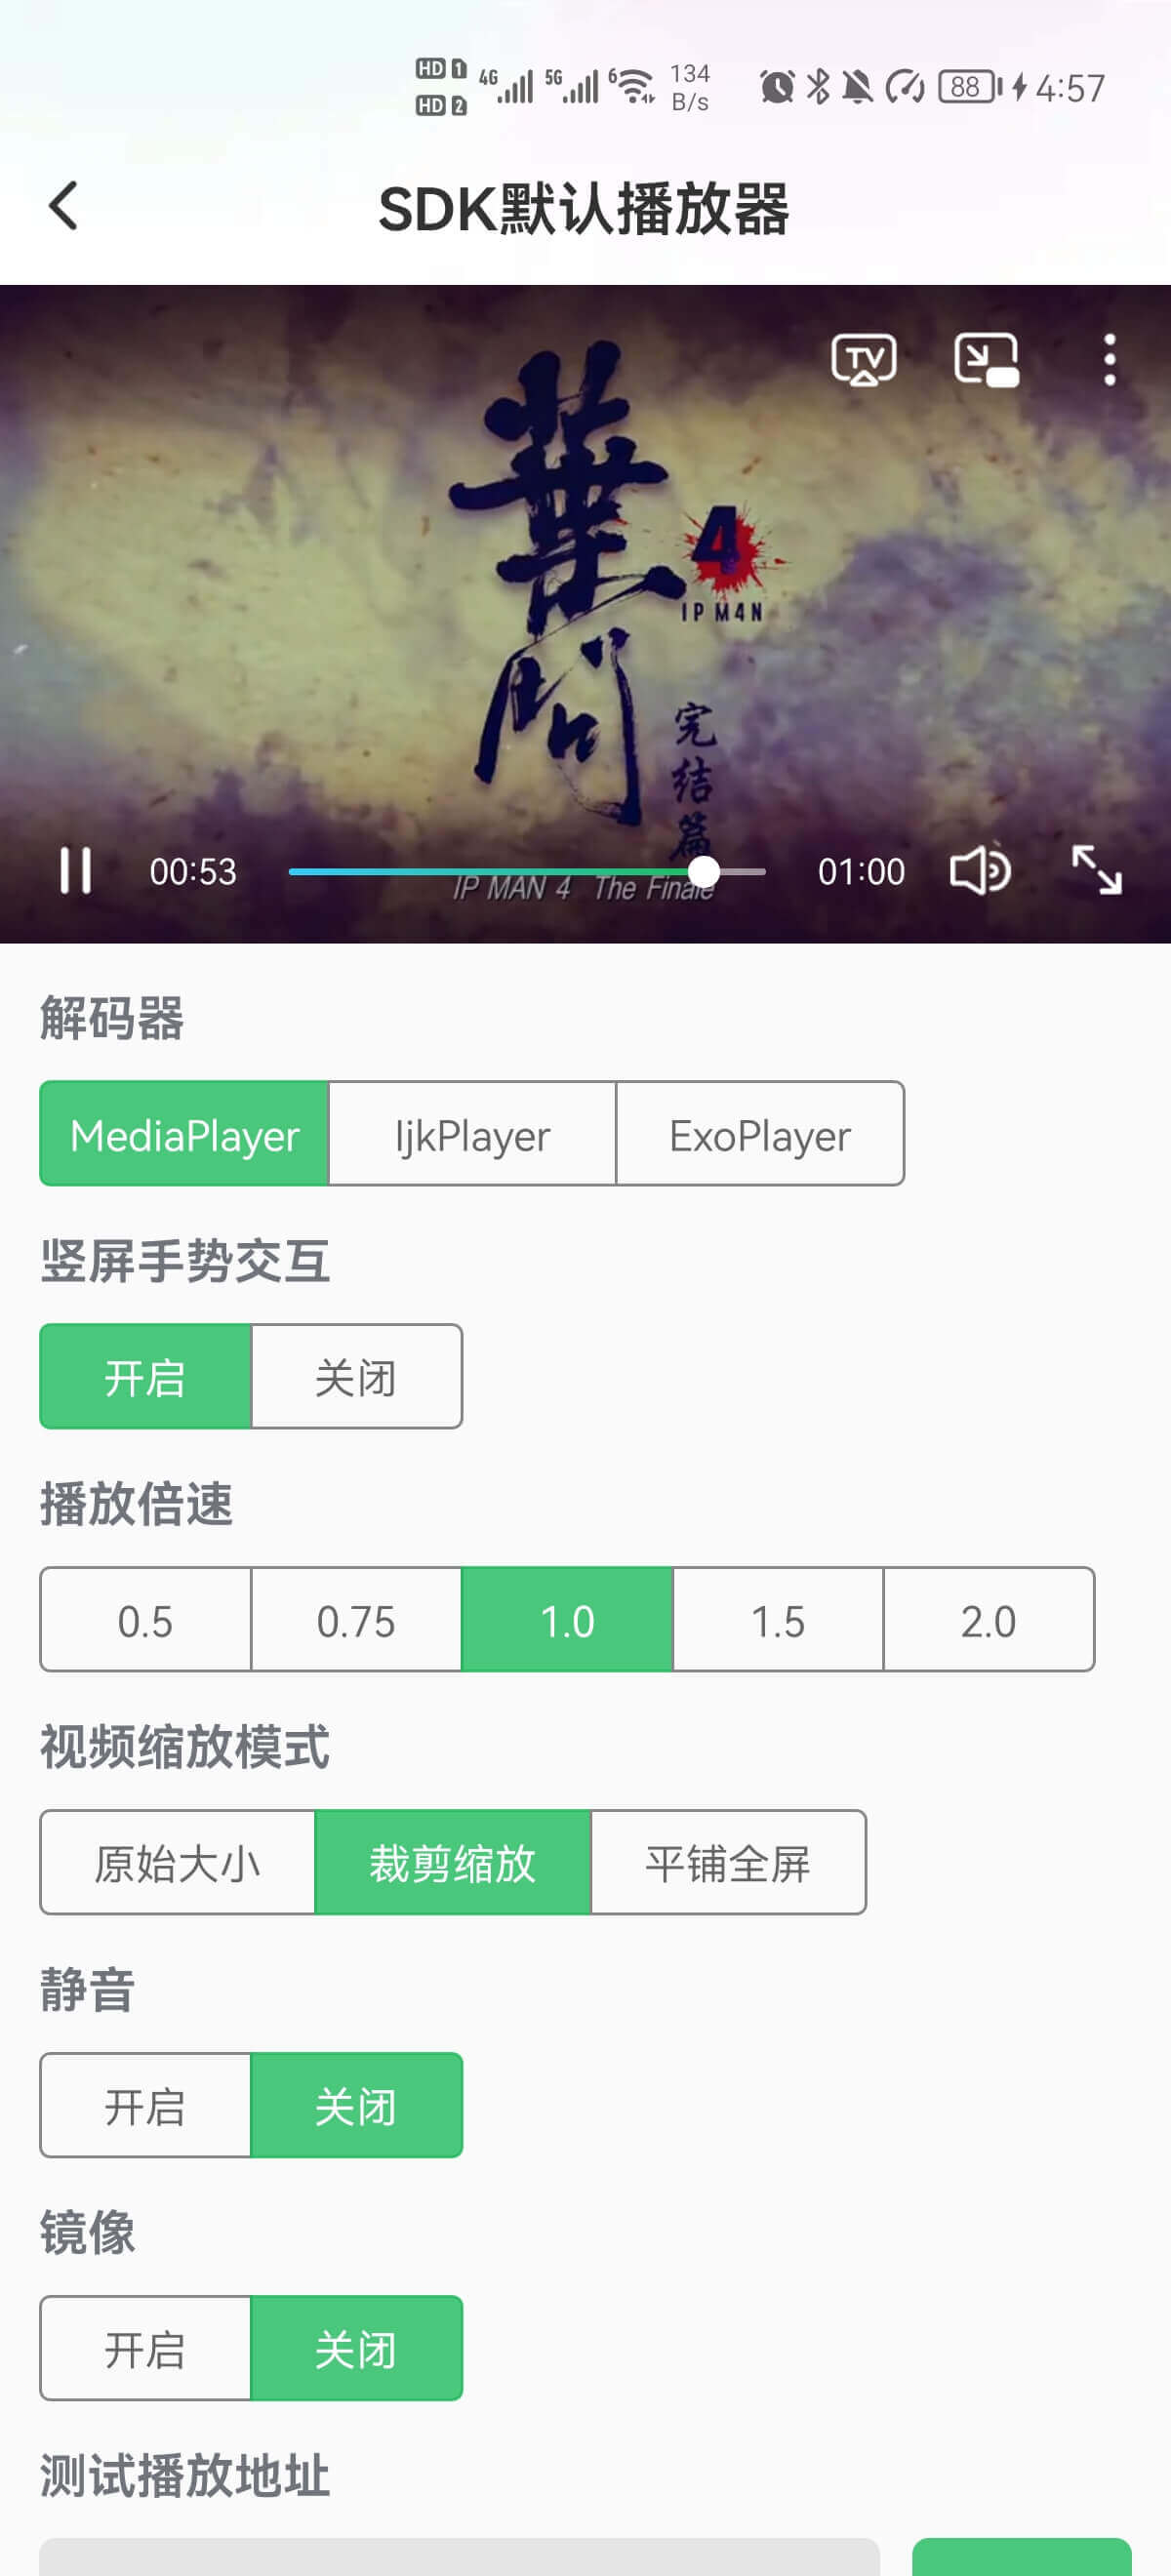 HD 1 4G 5G 6 134 88 4:57
HD 2 B/s
SDK默认播放器
TV
葉問
4
IP M4N
完结篇
00:53
01:00
IP MAN 4 The Finale
解码器
MediaPlayer IjkPlayer ExoPlayer
竖屏手势交互
开启 关闭
播放倍速
0.5 0.75 1.0 1.5 2.0
视频缩放模式
原始大小 裁剪缩放 平铺全屏
静音
开启 关闭
镜像
开启 关闭
测试播放地址